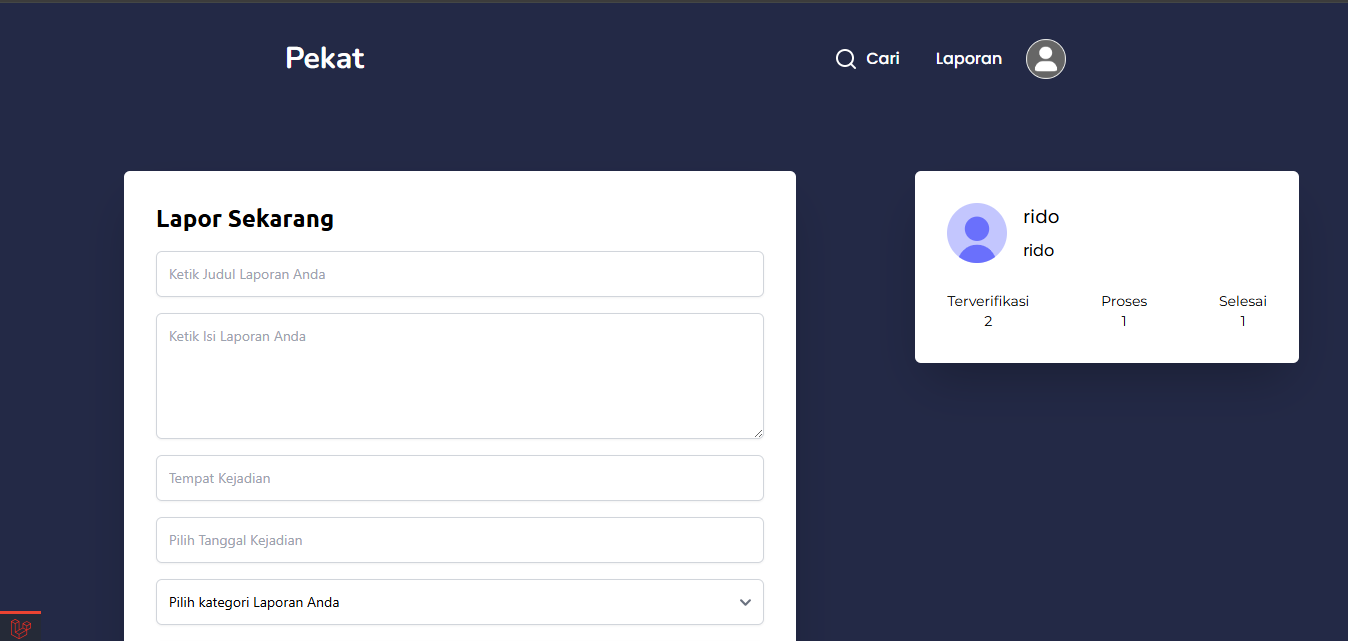 Pekat
Cari
Laporan
Lapor Sekarang
Ketik Judul Laporan Anda
Ketik Isi Laporan Anda
Tempat Kejadian
Pilih Tanggal Kejadian
Pilih kategori Laporan Anda
rido
rido
Terverifikasi Proses Selesai
2 1 1